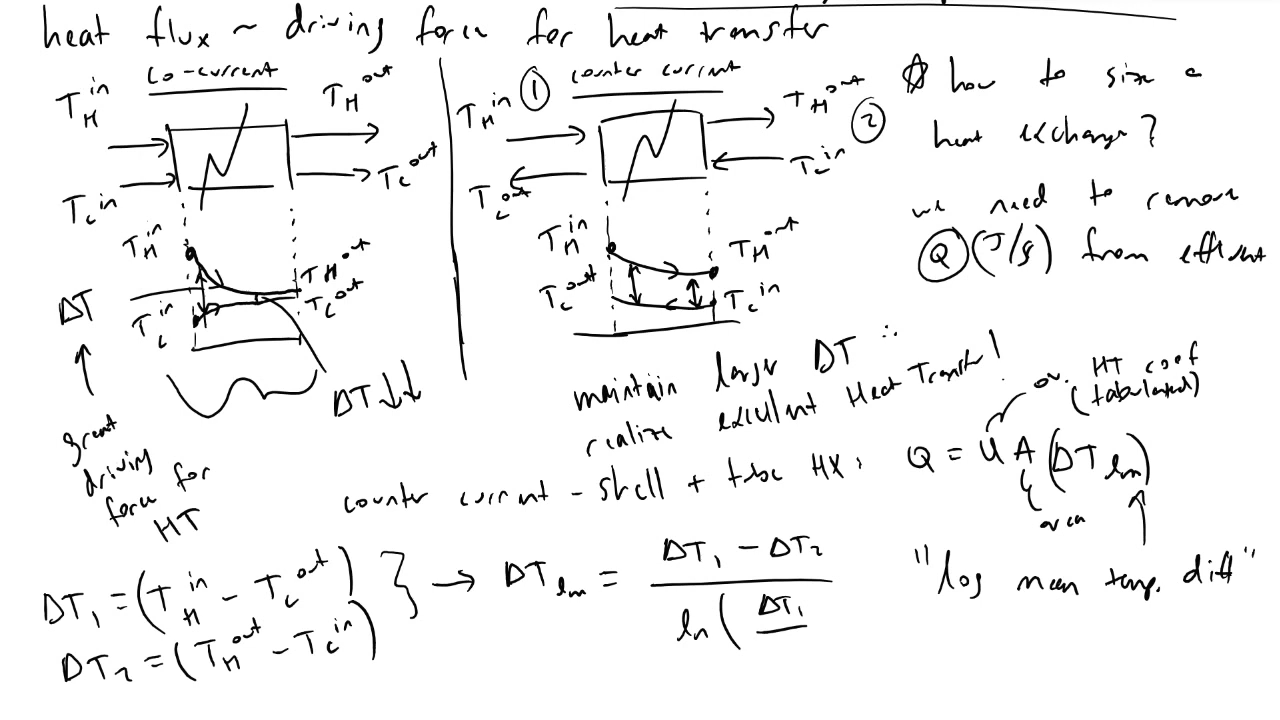 heat flux ~ driving force for heat transfer
co-current
T_H^in
T_H^out
T_c^in
T_c^out
T_H^in
T_H^out
T_c^out
ΔT
T_c^in
ΔT↓↓
great
driving
force for
HT
counter current
T_H^in ①
T_H^out
②
T_c^out
T_c^in
T_H^in
T_H^out
T_c^out
T_c^in
maintain large ΔT ∴
realize excellent Heat Transfer!
counter current - shell + tube HX:
how to size a
heat exchanger?
we need to remove
Q (J/s) from effluent
ov. HT coef
(tabulated)
Q = U A (ΔT_lm)
area
"log mean temp. diff"
ΔT_1 = (T_H^in - T_c^out)
ΔT_2 = (T_H^out - T_c^in)
} → ΔT_lm = ΔT_1 - ΔT_2
ln ( ΔT_1